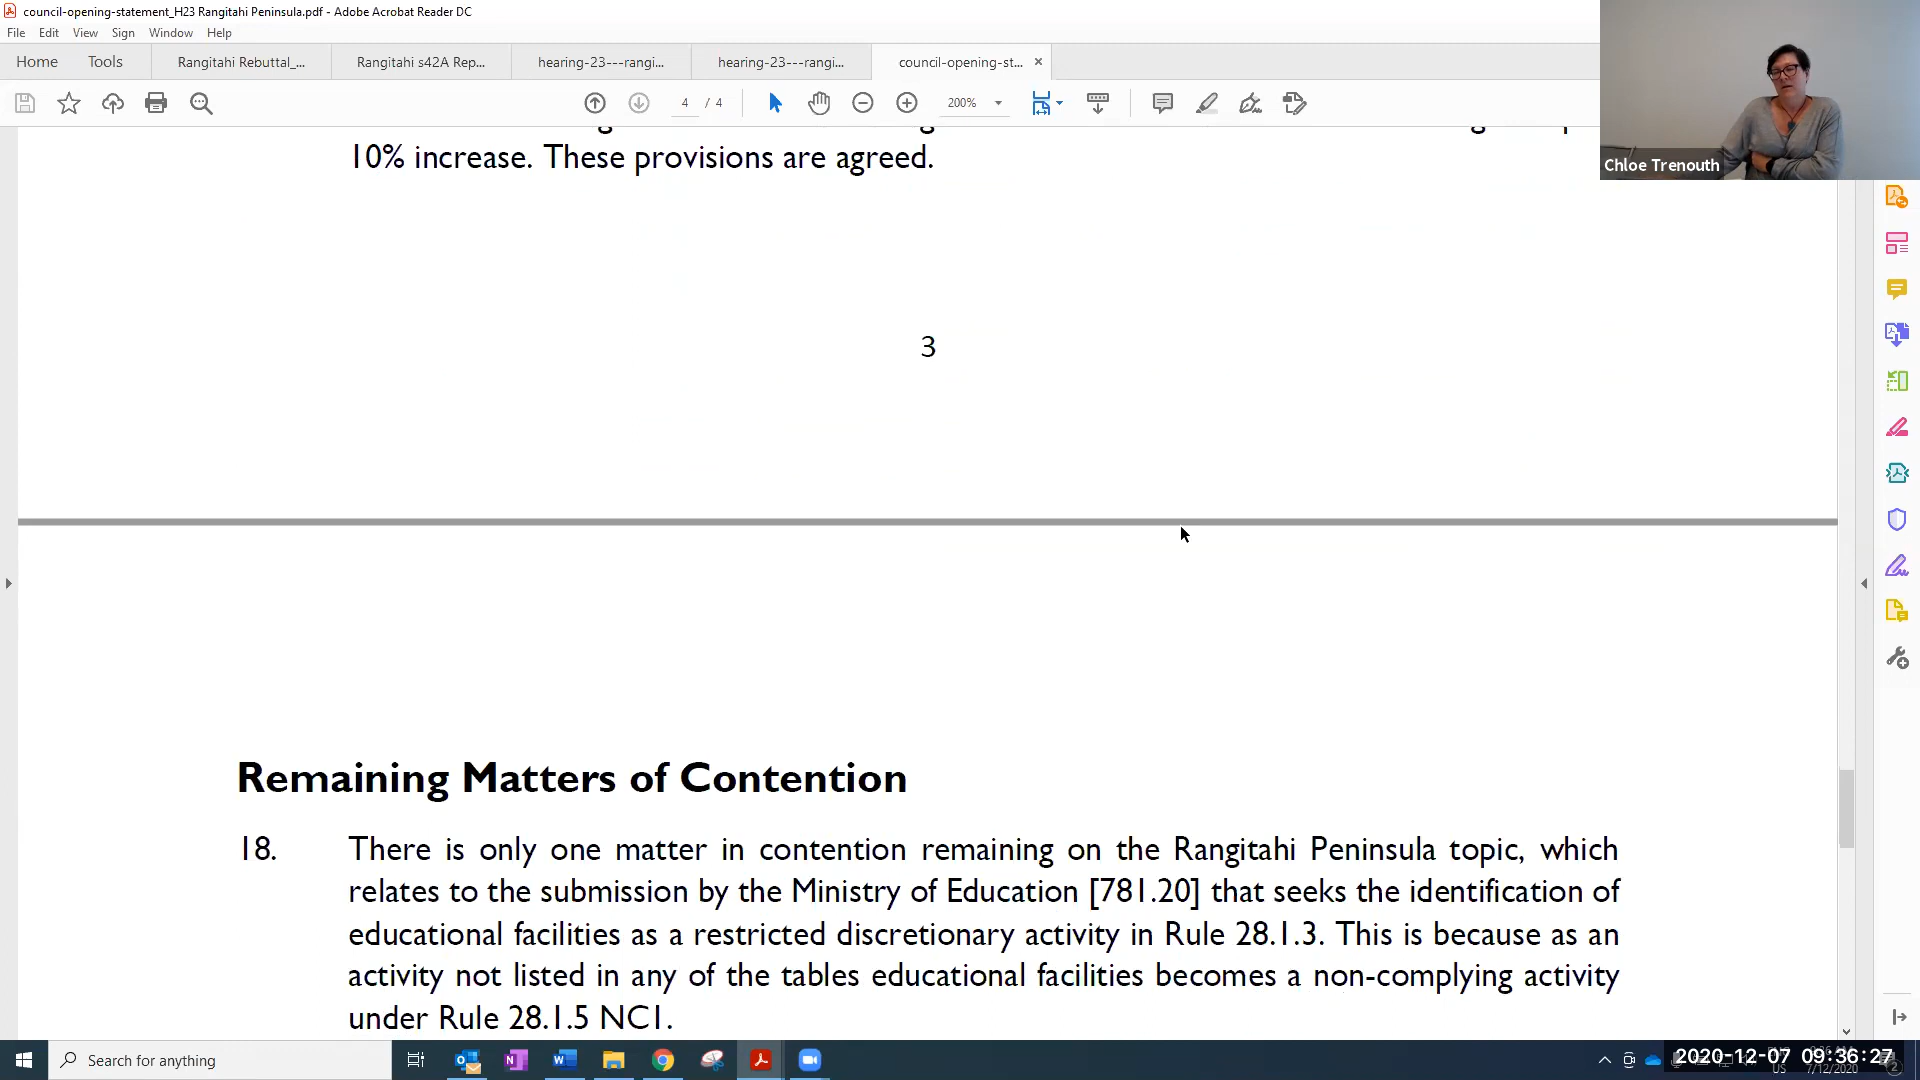 council-opening-statement_H23 Rangitahi Peninsula.pdf - Adobe Acrobat Reader DC
File Edit View Sign Window Help
Home Tools Rangitahi Rebuttal_... Rangitahi s42A Rep... hearing-23---rangi... hearing-23---rangi... council-opening-st...
4 / 4 200%
Chloe Trenouth
10% increase. These provisions are agreed.
3
Remaining Matters of Contention
18. There is only one matter in contention remaining on the Rangitahi Peninsula topic, which
relates to the submission by the Ministry of Education [781.20] that seeks the identification of
educational facilities as a restricted discretionary activity in Rule 28.1.3. This is because as an
activity not listed in any of the tables educational facilities becomes a non-complying activity
under Rule 28.1.5 NC1.
Search for anything
2020-12-07 09:36:27
US 7/12/2020